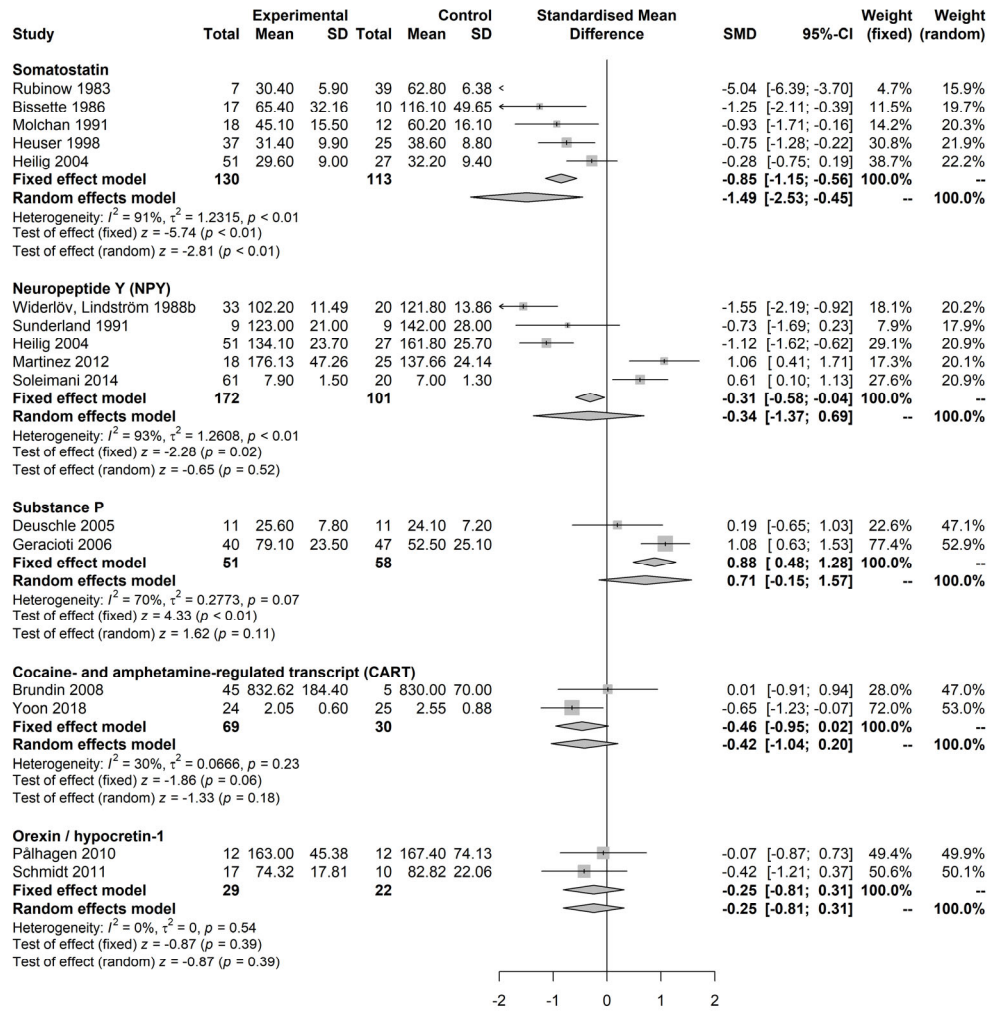 Experimental Control Standardised Mean Weight Weight
Study Total Mean SD Total Mean SD Difference SMD 95%-CI (fixed) (random)
Somatostatin
Rubinow 1983 7 30.40 5.90 39 62.80 6.38 -5.04 [-6.39; -3.70] 4.7% 15.9%
Bissette 1986 17 65.40 32.16 10 116.10 49.65 -1.25 [-2.11; -0.39] 11.5% 19.7%
Molchan 1991 18 45.10 15.50 12 60.20 16.10 -0.93 [-1.71; -0.16] 14.2% 20.3%
Heuser 1998 37 31.40 9.90 25 38.60 8.80 -0.75 [-1.28; -0.22] 30.8% 21.9%
Heilig 2004 51 29.60 9.00 27 32.20 9.40 -0.28 [-0.75; 0.19] 38.7% 22.2%
Fixed effect model 130 113 -0.85 [-1.15; -0.56] 100.0% --
Random effects model -1.49 [-2.53; -0.45] -- 100.0%
Heterogeneity: I² = 91%, τ² = 1.2315, p < 0.01
Test of effect (fixed) z = -5.74 (p < 0.01)
Test of effect (random) z = -2.81 (p < 0.01)
Neuropeptide Y (NPY)
Widerlöv, Lindström 1988b 33 102.20 11.49 20 121.80 13.86 -1.55 [-2.19; -0.92] 18.1% 20.2%
Sunderland 1991 9 123.00 21.00 9 142.00 28.00 -0.73 [-1.69; 0.23] 7.9% 17.9%
Heilig 2004 51 134.10 23.70 27 161.80 25.70 -1.12 [-1.62; -0.62] 29.1% 20.9%
Martinez 2012 18 176.13 47.26 25 137.66 24.14 1.06 [0.41; 1.71] 17.3% 20.1%
Soleimani 2014 61 7.90 1.50 20 7.00 1.30 0.61 [0.10; 1.13] 27.6% 20.9%
Fixed effect model 172 101 -0.31 [-0.58; -0.04] 100.0% --
Random effects model -0.34 [-1.37; 0.69] -- 100.0%
Heterogeneity: I² = 93%, τ² = 1.2608, p < 0.01
Test of effect (fixed) z = -2.28 (p = 0.02)
Test of effect (random) z = -0.65 (p = 0.52)
Substance P
Deuschle 2005 11 25.60 7.80 11 24.10 7.20 0.19 [-0.65; 1.03] 22.6% 47.1%
Geracioti 2006 40 79.10 23.50 47 52.50 25.10 1.08 [0.63; 1.53] 77.4% 52.9%
Fixed effect model 51 58 0.88 [0.48; 1.28] 100.0% --
Random effects model 0.71 [-0.15; 1.57] -- 100.0%
Heterogeneity: I² = 70%, τ² = 0.2773, p = 0.07
Test of effect (fixed) z = 4.33 (p < 0.01)
Test of effect (random) z = 1.62 (p = 0.11)
Cocaine- and amphetamine-regulated transcript (CART)
Brundin 2008 45 832.62 184.40 5 830.00 70.00 0.01 [-0.91; 0.94] 28.0% 47.0%
Yoon 2018 24 2.05 0.60 25 2.55 0.88 -0.65 [-1.23; -0.07] 72.0% 53.0%
Fixed effect model 69 30 -0.46 [-0.95; 0.02] 100.0% --
Random effects model -0.42 [-1.04; 0.20] -- 100.0%
Heterogeneity: I² = 30%, τ² = 0.0666, p = 0.23
Test of effect (fixed) z = -1.86 (p = 0.06)
Test of effect (random) z = -1.33 (p = 0.18)
Orexin / hypocretin-1
Pålhagen 2010 12 163.00 45.38 12 167.40 74.13 -0.07 [-0.87; 0.73] 49.4% 49.9%
Schmidt 2011 17 74.32 17.81 10 82.82 22.06 -0.42 [-1.21; 0.37] 50.6% 50.1%
Fixed effect model 29 22 -0.25 [-0.81; 0.31] 100.0% --
Random effects model -0.25 [-0.81; 0.31] -- 100.0%
Heterogeneity: I² = 0%, τ² = 0, p = 0.54
Test of effect (fixed) z = -0.87 (p = 0.39)
Test of effect (random) z = -0.87 (p = 0.39)
-2 -1 0 1 2